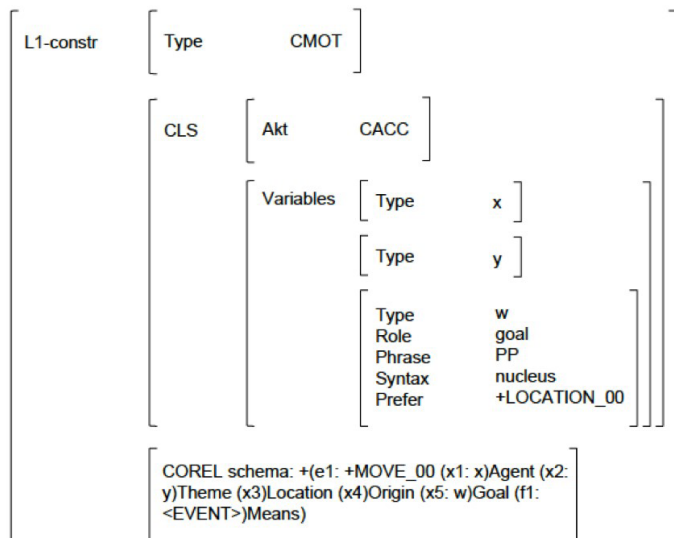 L1-constr Type CMOT
CLS Akt CACC
Variables Type x
Type y
Type w
Role goal
Phrase PP
Syntax nucleus
Prefer +LOCATION_00
COREL schema: +(e1: +MOVE_00 (x1: x)Agent (x2:
y)Theme (x3)Location (x4)Origin (x5: w)Goal (f1:
<EVENT>)Means)